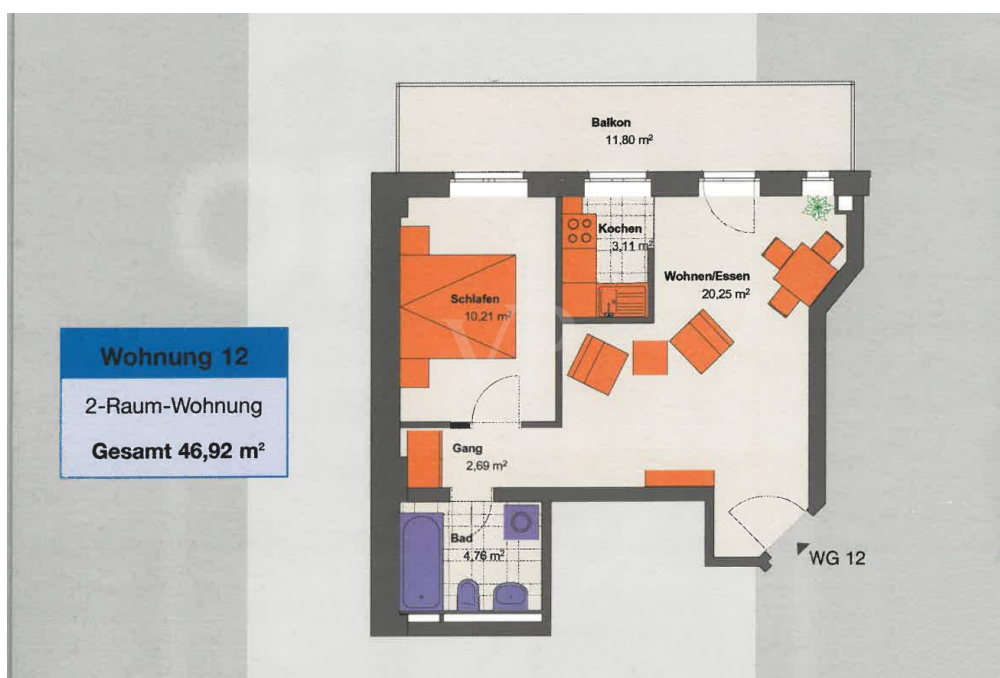 Balkon
11,80 m²
Kochen
3,11 m²
Wohnen/Essen
20,25 m²
Schlafen
10,21 m²
VP
Wohnung 12
2-Raum-Wohnung
Gesamt 46,92 m²
Gang
2,69 m²
Bad
4,76 m²
WG 12